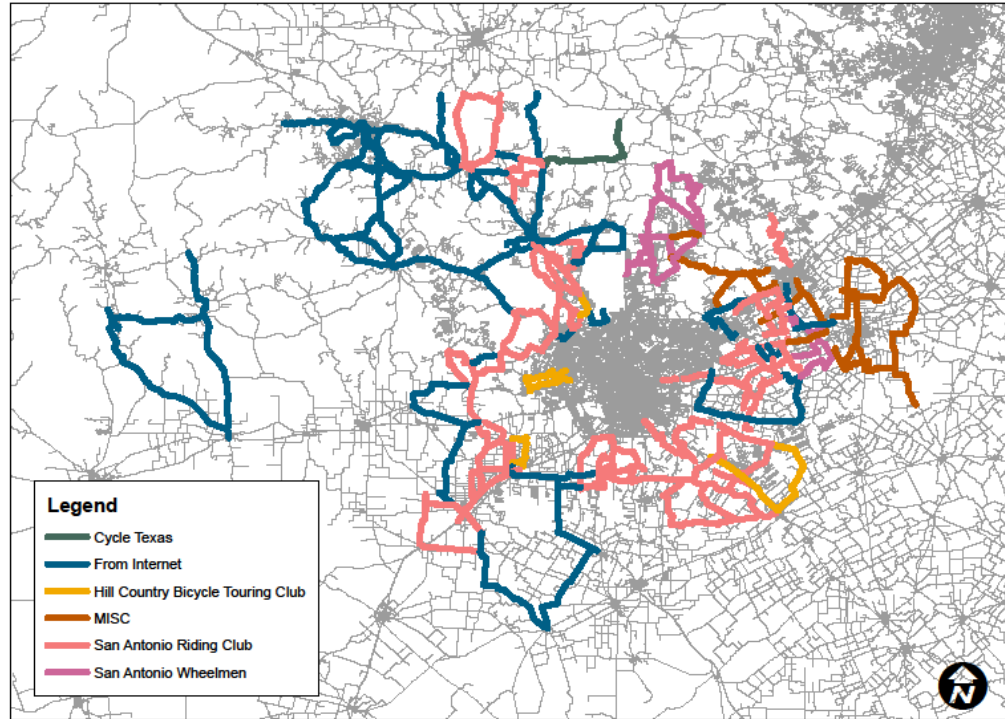 Legend
Cycle Texas
From Internet
Hill Country Bicycle Touring Club
MISC
San Antonio Riding Club
San Antonio Wheelmen
N